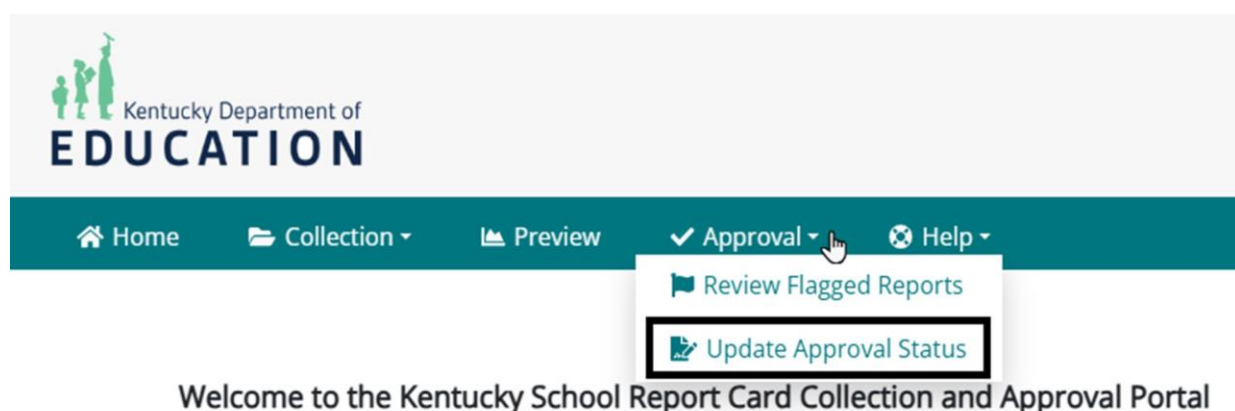 Kentucky Department of
EDUCATION
Home Collection Preview Approval Help
Review Flagged Reports
Update Approval Status
Welcome to the Kentucky School Report Card Collection and Approval Portal